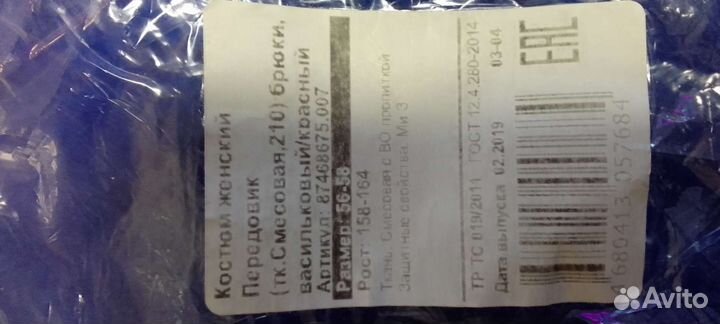 Костюм женский
Передовик
(тк.Смесовая,210) брюки,
васильковый/красный
Артикул: 87468675.007
Размер: 56-58
Рост: 158-164
Ткань: Смесовая с ВО пропиткой
Защитные свойства: Ми З
ТР ТС 019/2011 ГОСТ 12.4.280-2014
Дата выпуска 02.2019 03-04
EAC
4 680413 057684
Avito